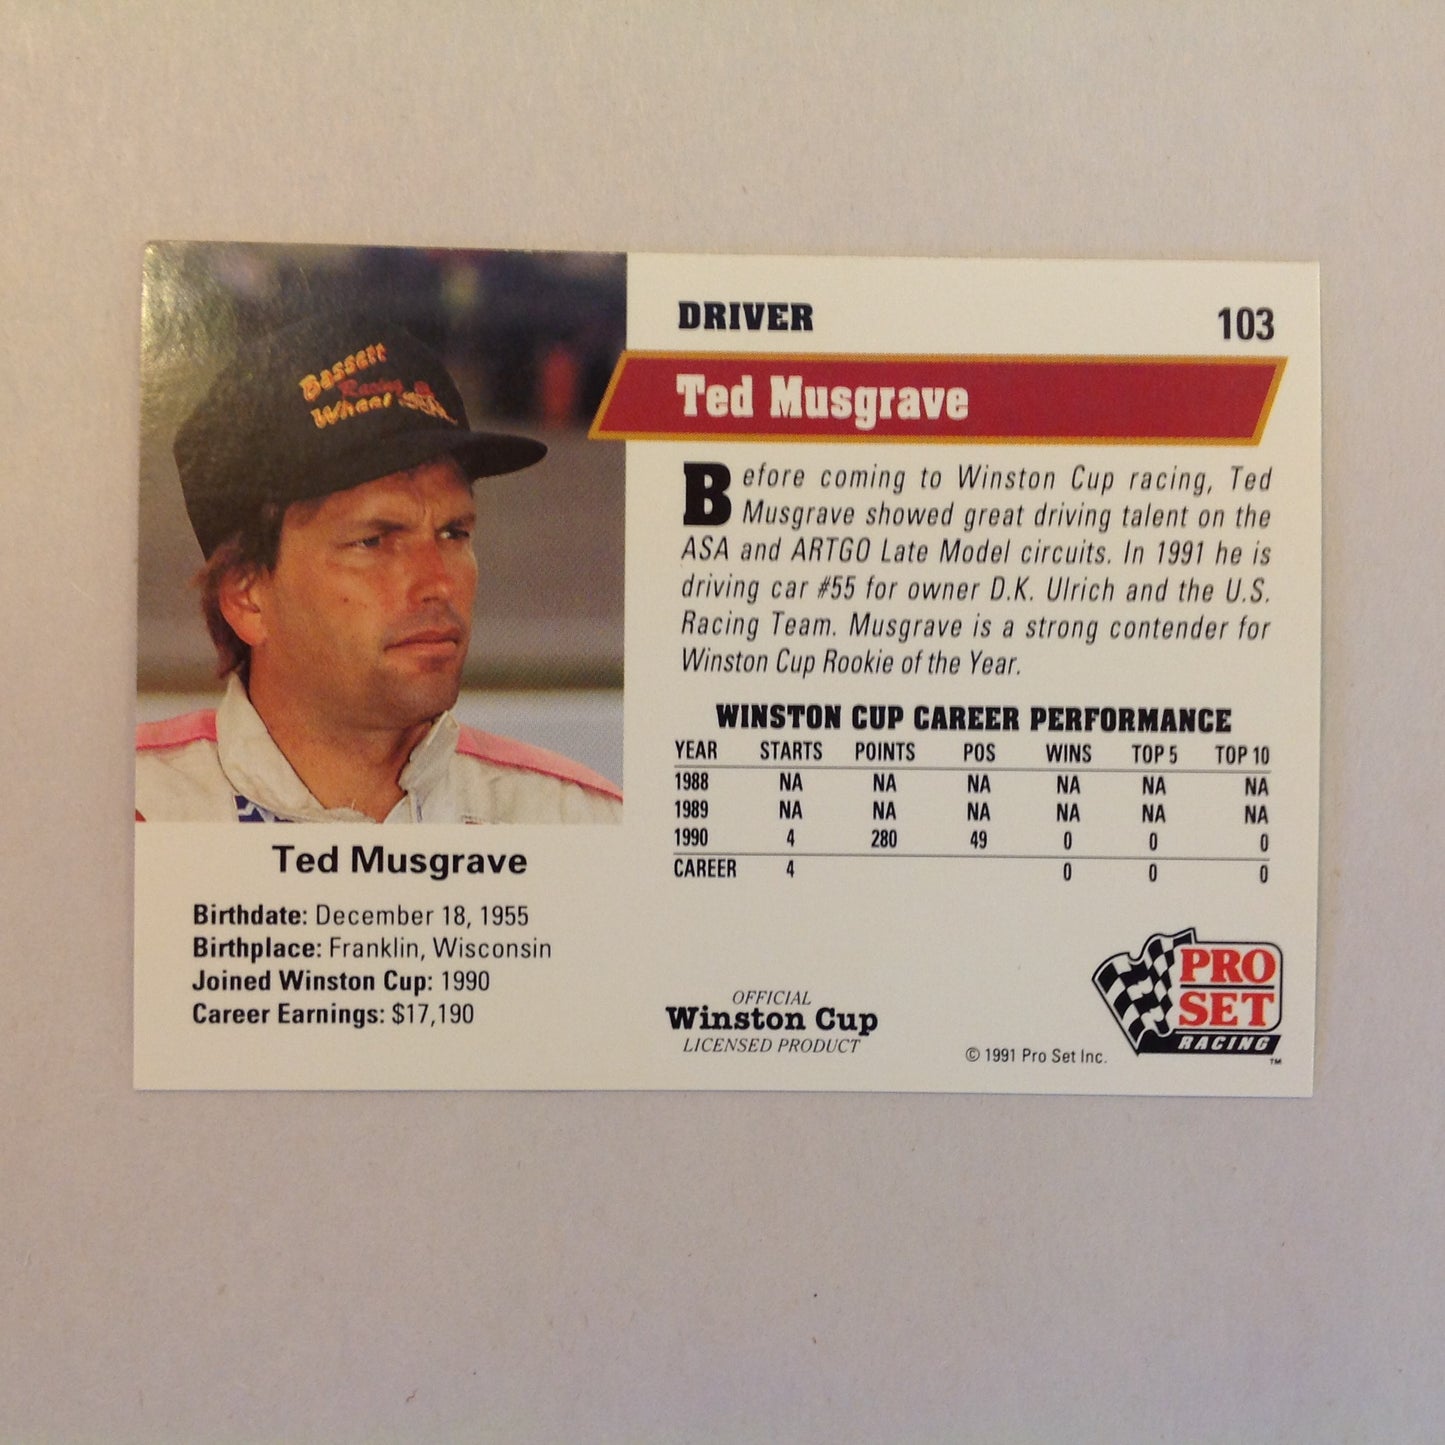 Bassett
Racing
Wheel
DRIVER
103
Ted Musgrave
Before coming to Winston Cup racing, Ted
Musgrave showed great driving talent on the
ASA and ARTGO Late Model circuits. In 1991 he is
driving car #55 for owner D.K. Ulrich and the U.S.
Racing Team. Musgrave is a strong contender for
Winston Cup Rookie of the Year.
WINSTON CUP CAREER PERFORMANCE
YEAR STARTS POINTS POS WINS TOP 5 TOP 10
1988 NA NA NA NA NA NA
1989 NA NA NA NA NA NA
1990 4 280 49 0 0 0
CAREER 4 0 0 0
Ted Musgrave
Birthdate: December 18, 1955
Birthplace: Franklin, Wisconsin
Joined Winston Cup: 1990
Career Earnings: $17,190
OFFICIAL
Winston Cup
LICENSED PRODUCT
© 1991 Pro Set Inc.
PRO
SET
RACING
TM